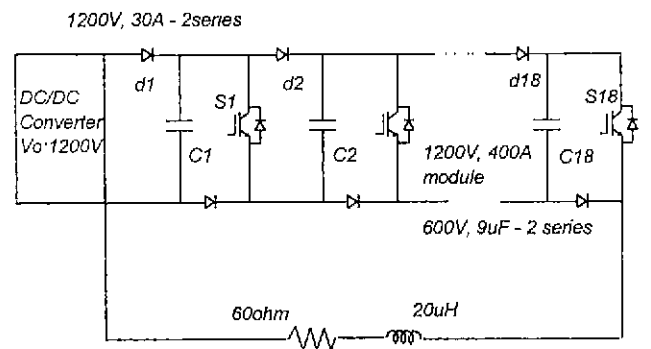 1200V, 30A - 2series
d1
d2
d18
DC/DC
Converter
Vo:1200V
S1
S18
C1
C2
C18
1200V, 400A
module
600V, 9uF - 2 series
60ohm
20uH